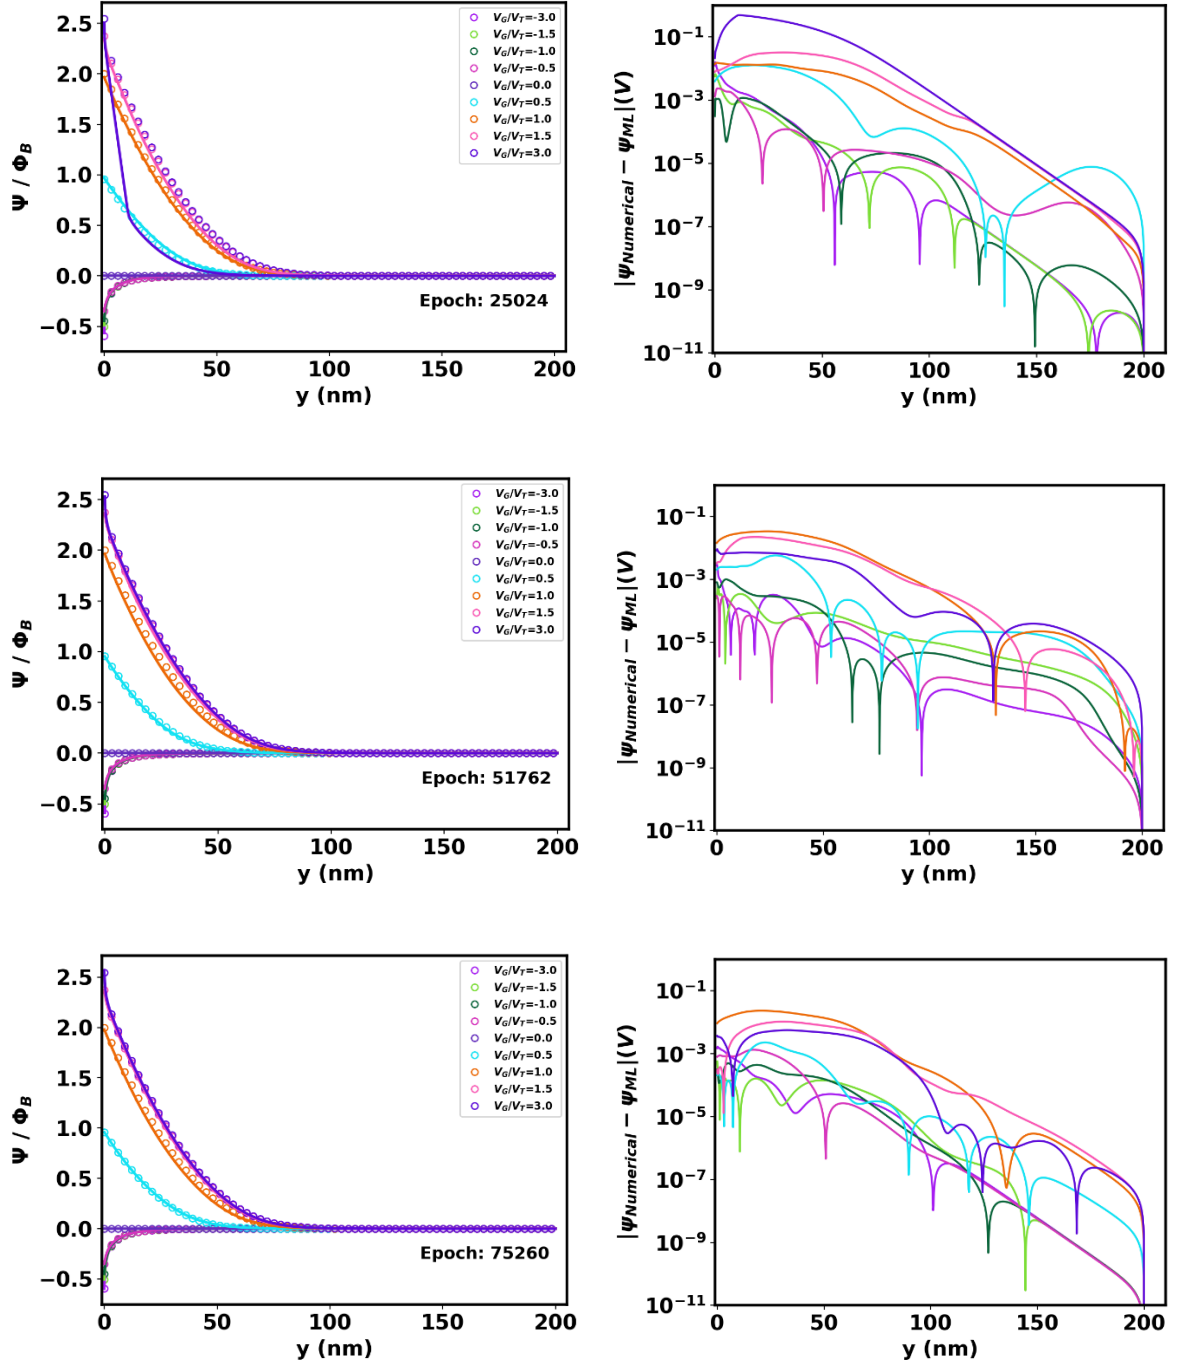 Ψ / Φ_B
2.5
2.0
1.5
1.0
0.5
0.0
−0.5
0
50
100
150
200
y (nm)
V_G/V_T=-3.0
V_G/V_T=-1.5
V_G/V_T=-1.0
V_G/V_T=-0.5
V_G/V_T=0.0
V_G/V_T=0.5
V_G/V_T=1.0
V_G/V_T=1.5
V_G/V_T=3.0
Epoch: 25024
|ψ_Numerical − ψ_ML|(V)
10^−1
10^−3
10^−5
10^−7
10^−9
10^−11
0
50
100
150
200
y (nm)
Ψ / Φ_B
2.5
2.0
1.5
1.0
0.5
0.0
−0.5
0
50
100
150
200
y (nm)
V_G/V_T=-3.0
V_G/V_T=-1.5
V_G/V_T=-1.0
V_G/V_T=-0.5
V_G/V_T=0.0
V_G/V_T=0.5
V_G/V_T=1.0
V_G/V_T=1.5
V_G/V_T=3.0
Epoch: 51762
|ψ_Numerical − ψ_ML|(V)
10^−1
10^−3
10^−5
10^−7
10^−9
10^−11
0
50
100
150
200
y (nm)
Ψ / Φ_B
2.5
2.0
1.5
1.0
0.5
0.0
−0.5
0
50
100
150
200
y (nm)
V_G/V_T=-3.0
V_G/V_T=-1.5
V_G/V_T=-1.0
V_G/V_T=-0.5
V_G/V_T=0.0
V_G/V_T=0.5
V_G/V_T=1.0
V_G/V_T=1.5
V_G/V_T=3.0
Epoch: 75260
|ψ_Numerical − ψ_ML|(V)
10^−1
10^−3
10^−5
10^−7
10^−9
10^−11
0
50
100
150
200
y (nm)